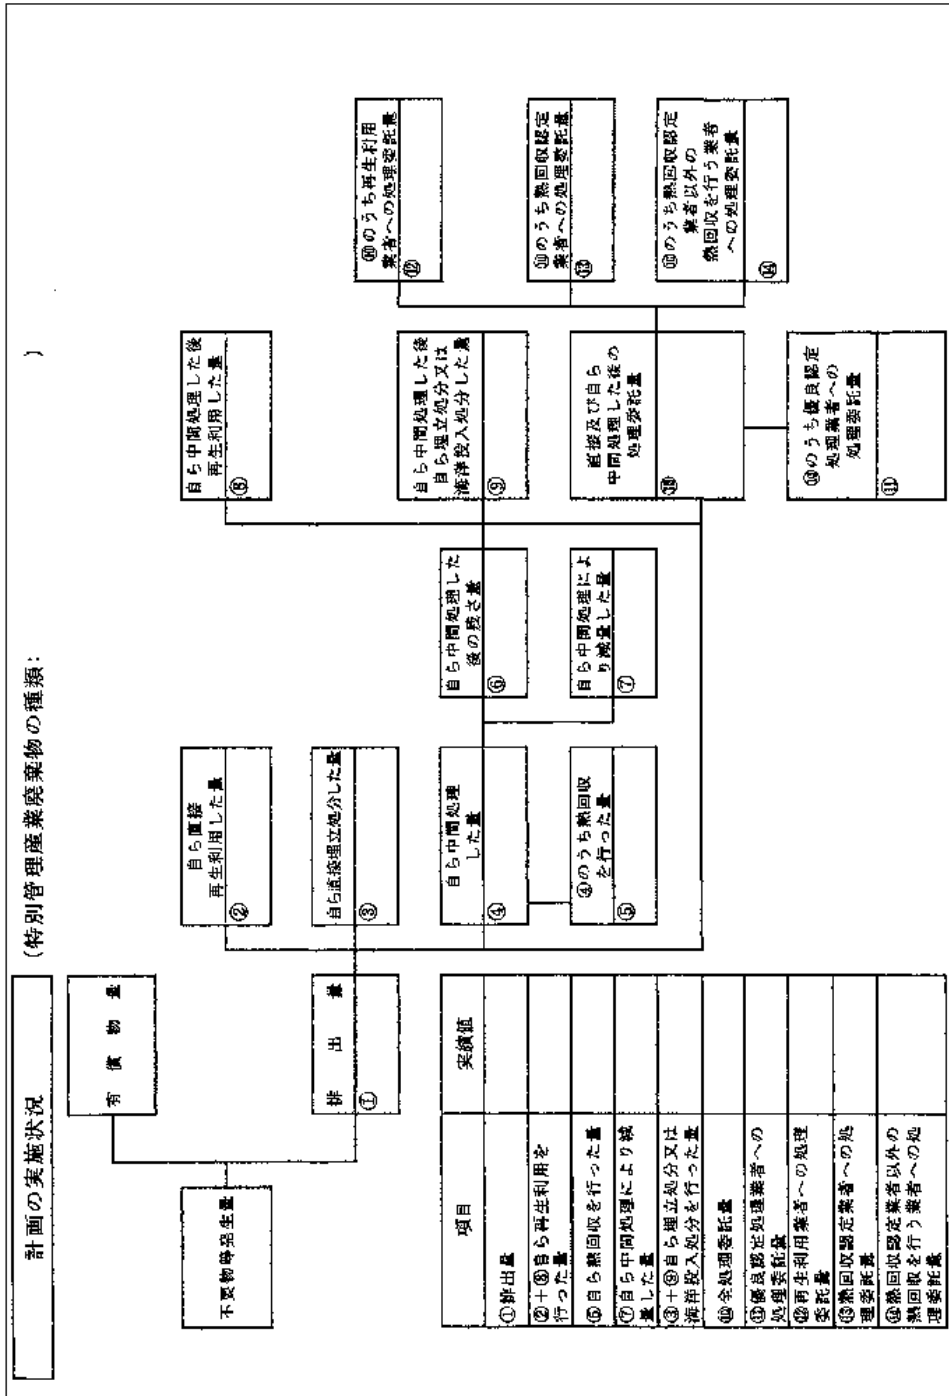 計画の実施状況
(特別管理産業廃棄物の種類: )
不要物等発生量
有償物量
排出量
①
自ら直接
再生利用した量
②
自ら直接埋立処分した量
③
自ら中間処理
した量
④
④のうち熱回収
を行った量
⑤
自ら中間処理した
後の残さ量
⑥
自ら中間処理によ
り減量した量
⑦
自ら中間処理した後
再生利用した量
⑧
自ら中間処理した後
自ら埋立処分又は
海洋投入処分した量
⑨
直接及び自ら
中間処理した後の
処理委託量
⑩
⑩のうち優良認定
処理業者への
処理委託量
⑪
⑩のうち再生利用
業者への処理委託量
⑫
⑩のうち熱回収認定
業者への処理委託量
⑬
⑩のうち熱回収認定
業者以外の
熱回収を行う業者
への処理委託量
⑭
項目
実績値
①排出量
②+⑧自ら再生利用を
行った量
⑤自ら熱回収を行った量
⑦自ら中間処理により減
量した量
③+⑨自ら埋立処分又は
海洋投入処分を行った量
⑩全処理委託量
⑪優良認定処理業者への
処理委託量
⑫再生利用業者への処理
委託量
⑬熱回収認定業者への処
理委託量
⑭熱回収認定業者以外の
熱回収を行う業者への処
理委託量